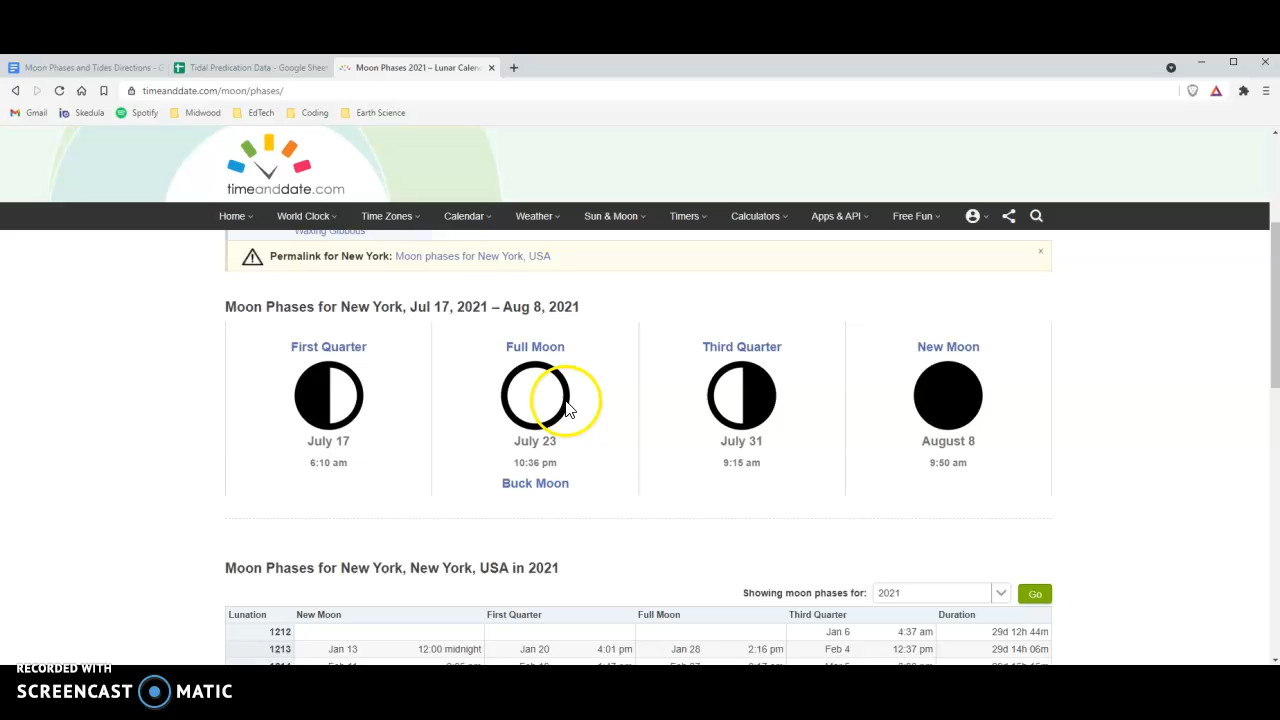 Moon Phases and Tides Directions - G
Tidal Predication Data - Google Sheet
Moon Phases 2021 – Lunar Calen
timeanddate.com/moon/phases/
Gmail
Skedula
Spotify
Midwood
EdTech
Coding
Earth Science
timeanddate.com
Home
World Clock
Time Zones
Calendar
Weather
Sun & Moon
Timers
Calculators
Apps & API
Free Fun
Waxing Gibbous
Permalink for New York: Moon phases for New York, USA
Moon Phases for New York, Jul 17, 2021 – Aug 8, 2021
First Quarter
July 17
6:10 am
Full Moon
July 23
10:36 pm
Buck Moon
Third Quarter
July 31
9:15 am
New Moon
August 8
9:50 am
Moon Phases for New York, New York, USA in 2021
Showing moon phases for: 2021 Go
Lunation New Moon First Quarter Full Moon Third Quarter Duration
1212 Jan 6 4:37 am 29d 12h 44m
1213 Jan 13 12:00 midnight Jan 20 4:01 pm Jan 28 2:16 pm Feb 4 12:37 pm 29d 14h 06m
RECORDED WITH
SCREENCAST MATIC